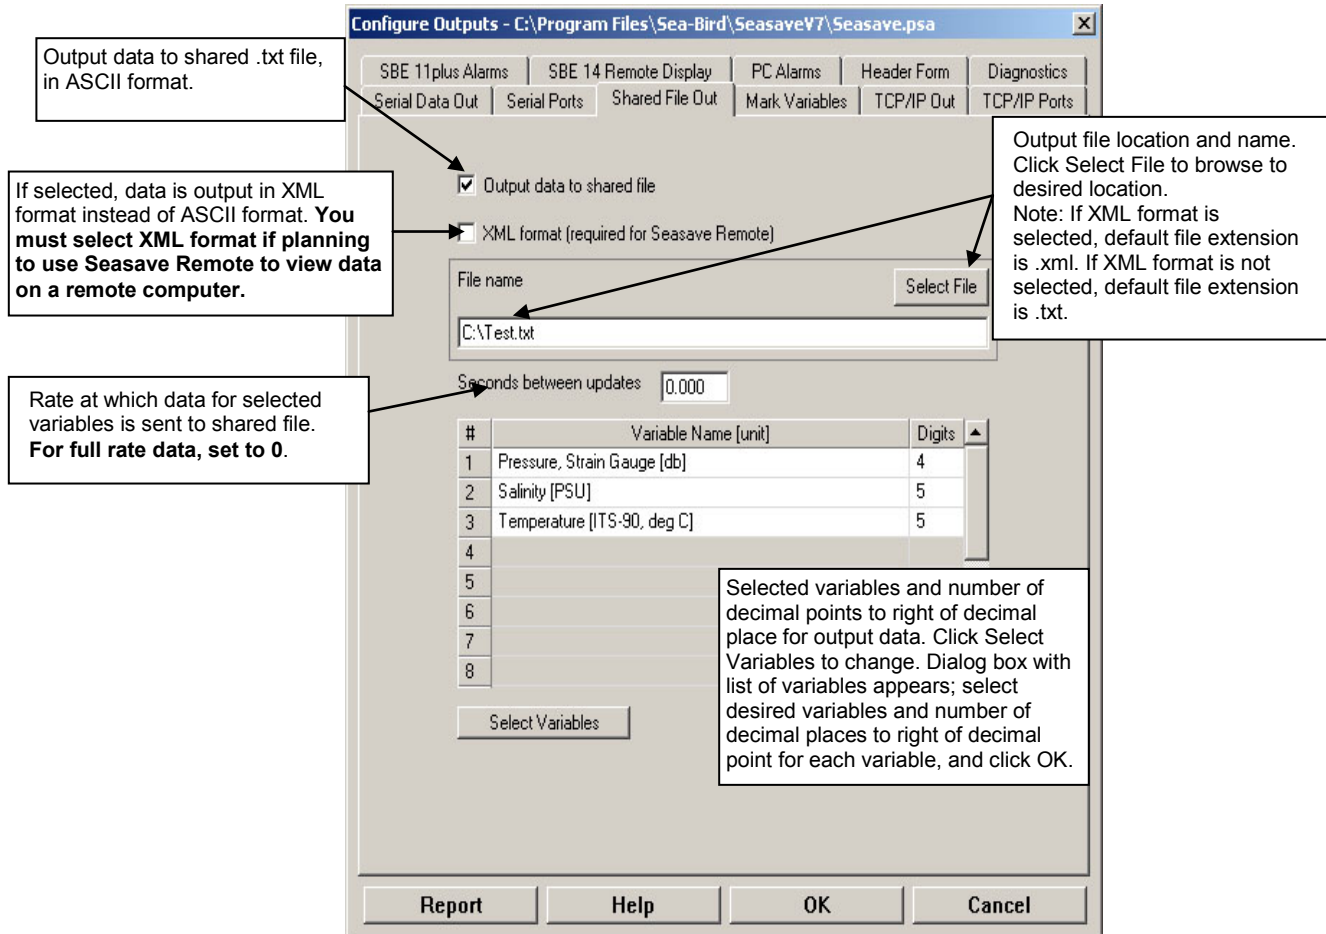 Configure Outputs - C:\Program Files\Sea-Bird\SeasaveV7\Seasave.psa
Output data to shared .txt file,
in ASCII format.
SBE 11plus Alarms
SBE 14 Remote Display
PC Alarms
Header Form
Diagnostics
Serial Data Out
Serial Ports
Shared File Out
Mark Variables
TCP/IP Out
TCP/IP Ports
Output file location and name.
Click Select File to browse to
desired location.
Note: If XML format is
selected, default file extension
is .xml. If XML format is not
selected, default file extension
is .txt.
Output data to shared file
If selected, data is output in XML
format instead of ASCII format. You
must select XML format if planning
to use Seasave Remote to view data
on a remote computer.
XML format (required for Seasave Remote)
File name
Select File
C:\Test.txt
Rate at which data for selected
variables is sent to shared file.
For full rate data, set to 0.
Seconds between updates 0.000
# Variable Name [unit] Digits
1 Pressure, Strain Gauge [db] 4
2 Salinity [PSU] 5
3 Temperature [ITS-90, deg C] 5
4
5
6
7
8
Selected variables and number of
decimal points to right of decimal
place for output data. Click Select
Variables to change. Dialog box with
list of variables appears; select
desired variables and number of
decimal places to right of decimal
point for each variable, and click OK.
Select Variables
Report
Help
OK
Cancel